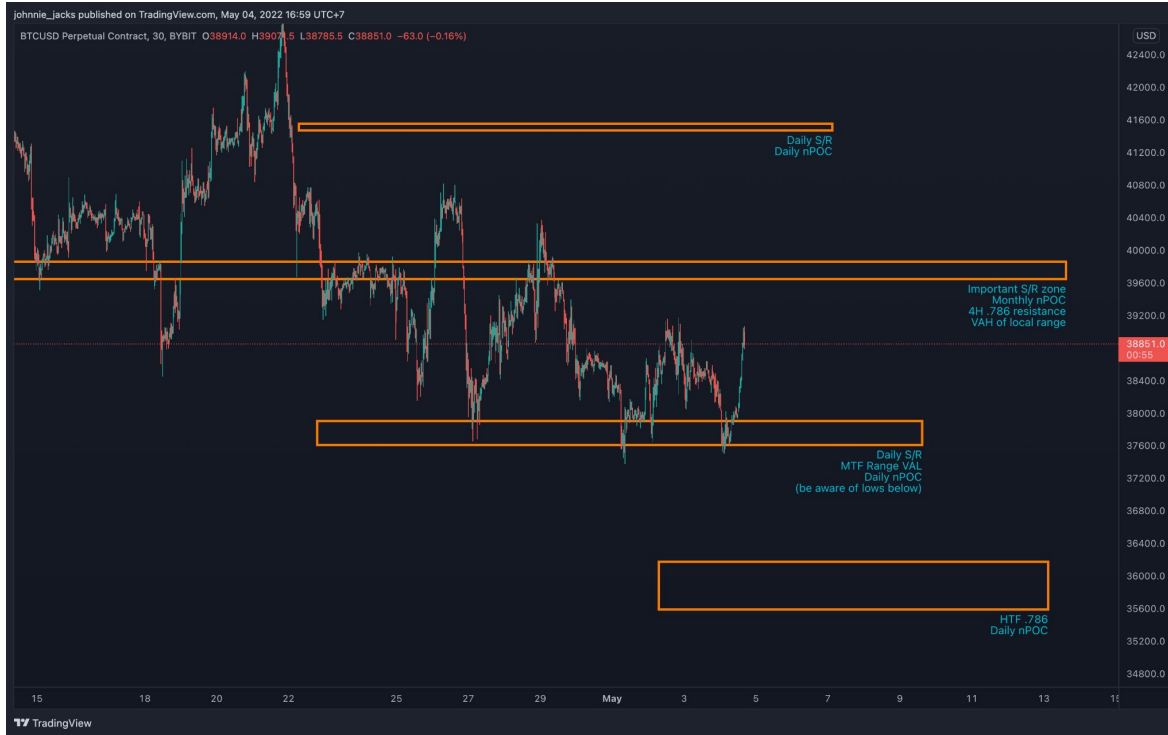 johnnie_jacks published on TradingView.com, May 04, 2022 16:59 UTC+7
BTCUSD Perpetual Contract, 30, BYBIT O38914.0 H39071.5 L38785.5 C38851.0 −63.0 (−0.16%)
USD
42400.0
42000.0
41600.0
Daily S/R
Daily nPOC
41200.0
40800.0
40400.0
40000.0
39600.0
Important S/R zone
Monthly nPOC
4H .786 resistance
VAH of local range
39200.0
38851.0
00:55
38400.0
38000.0
37600.0
Daily S/R
MTF Range VAL
Daily nPOC
(be aware of lows below)
37200.0
36800.0
36400.0
36000.0
35600.0
HTF .786
Daily nPOC
35200.0
34800.0
15 18 20 22 25 27 29 May 3 5 7 9 11 13
TradingView